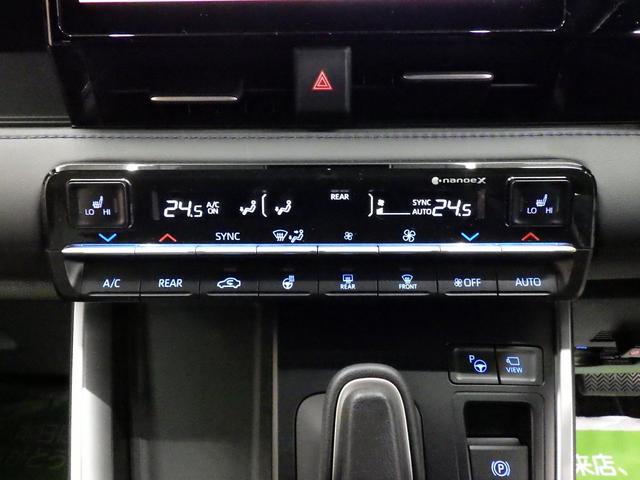 nanoeX
REAR
LO HI
24.5 A/C ON
SYNC AUTO 24.5
LO HI
SYNC
A/C REAR REAR FRONT OFF AUTO
P VIEW
P
来店、